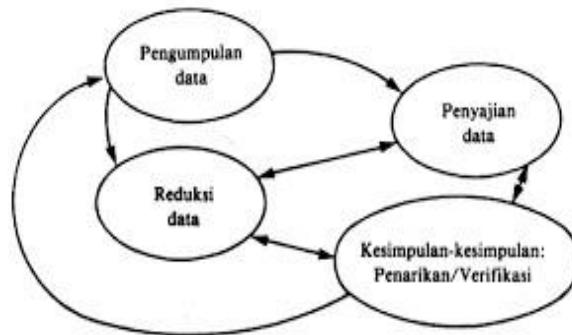 Pengumpulan
data
Penyajian
data
Reduksi
data
Kesimpulan-kesimpulan:
Penarikan/Verifikasi